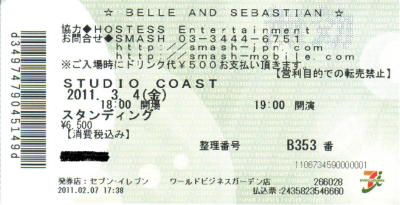 ☆ BELLE AND SEBASTIAN ☆
協力◆HOSTESS Entertainment
お問合せ◆SMASH 03-3444-6751
http://smash-jpn.com
http://smash-mobile.com
※ご入場時にドリンク代¥500お支払い頂きます。
【営利目的での転売禁止】
STUDIO COAST
2011. 3. 4(金)
18:00 開場 19:00 開演
スタンディング
¥6,500
【消費税込み】
整理番号 B353 番
1106734590000001
発券店：セブン-イレブン ワールドビジネスガーデン店 266028
2011.02.07 17:38 払込票:2435823546660
d34974780045149d